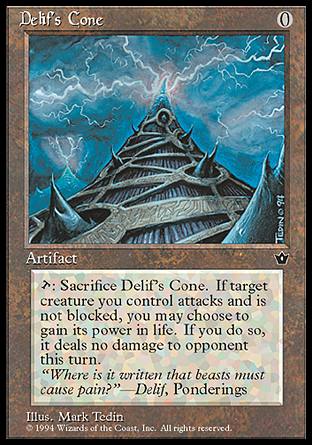 Delif's Cone 0
TEDIN © 94
Artifact
: Sacrifice Delif's Cone. If target
creature you control attacks and is
not blocked, you may choose to
gain its power in life. If you do so,
it deals no damage to opponent
this turn.
"Where is it written that beasts must
cause pain?"—Delif, Ponderings
Illus. Mark Tedin
© 1994 Wizards of the Coast, Inc. All rights reserved.